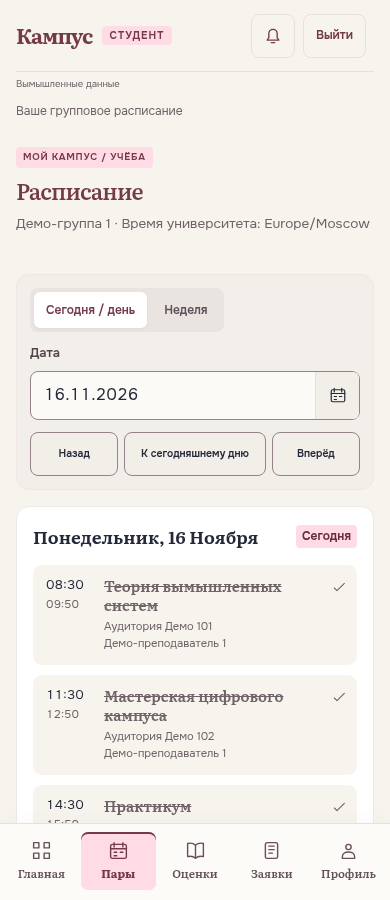 Кампус СТУДЕНТ Выйти
Вымышленные данные
Ваше групповое расписание
МОЙ КАМПУС / УЧЁБА
Расписание
Демо-группа 1 · Время университета: Europe/Moscow
Сегодня / день Неделя
Дата
16.11.2026
Назад К сегодняшнему дню Вперёд
Понедельник, 16 Ноября Сегодня
08:30 Теория вымышленных
09:50 систем
Аудитория Демо 101
Демо-преподаватель 1
11:30 Мастерская цифрового
12:50 кампуса
Аудитория Демо 102
Демо-преподаватель 1
14:30 Практикум
Главная Пары Оценки Заявки Профиль